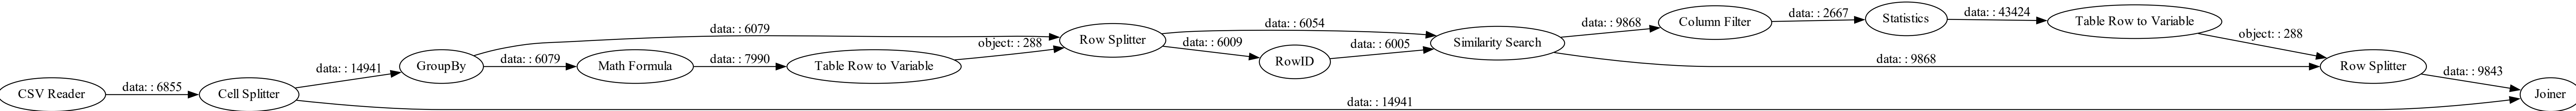 CSV Reader
data: : 6855
Cell Splitter
data: : 14941
GroupBy
data: : 6079
data: : 6079
Math Formula
data: : 7990
Table Row to Variable
object: : 288
Row Splitter
data: : 6054
data: : 6009
RowID
data: : 6005
Similarity Search
data: : 9868
Column Filter
data: : 2667
Statistics
data: : 43424
Table Row to Variable
object: : 288
data: : 9868
Row Splitter
data: : 9843
data: : 14941
Joiner